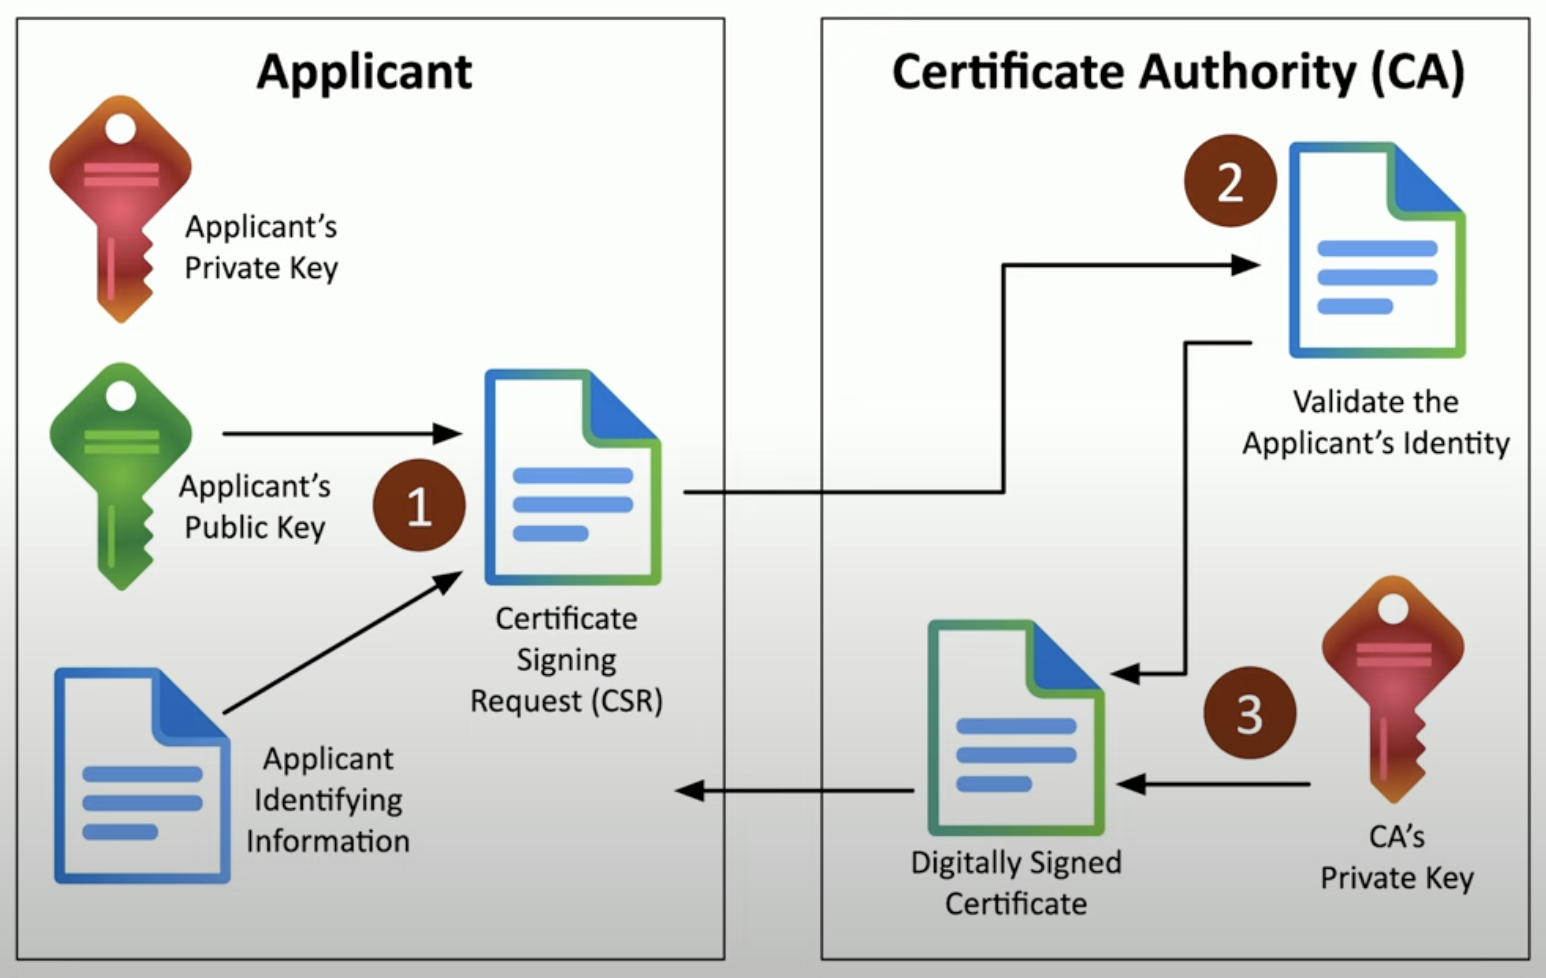 Applicant
Applicant's
Private Key
Applicant's
Public Key
1
Certificate
Signing
Request (CSR)
Applicant
Identifying
Information
Certificate Authority (CA)
2
Validate the
Applicant's Identity
3
CA's
Private Key
Digitally Signed
Certificate